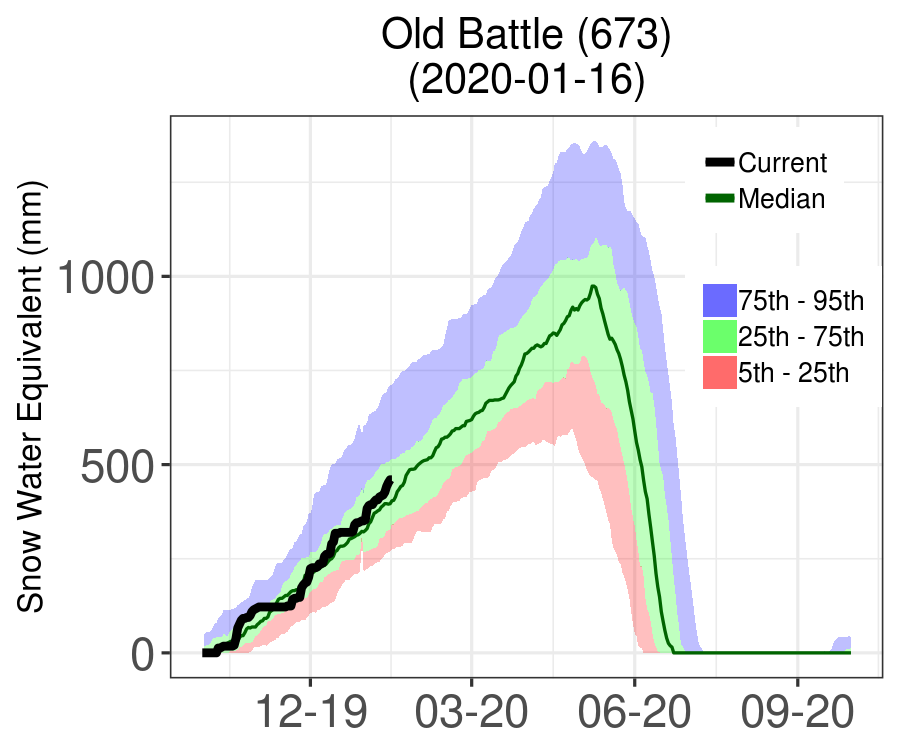 Old Battle (673)
(2020-01-16)
Snow Water Equivalent (mm)
1000
500
0
12-19
03-20
06-20
09-20
Current
Median
75th - 95th
25th - 75th
5th - 25th